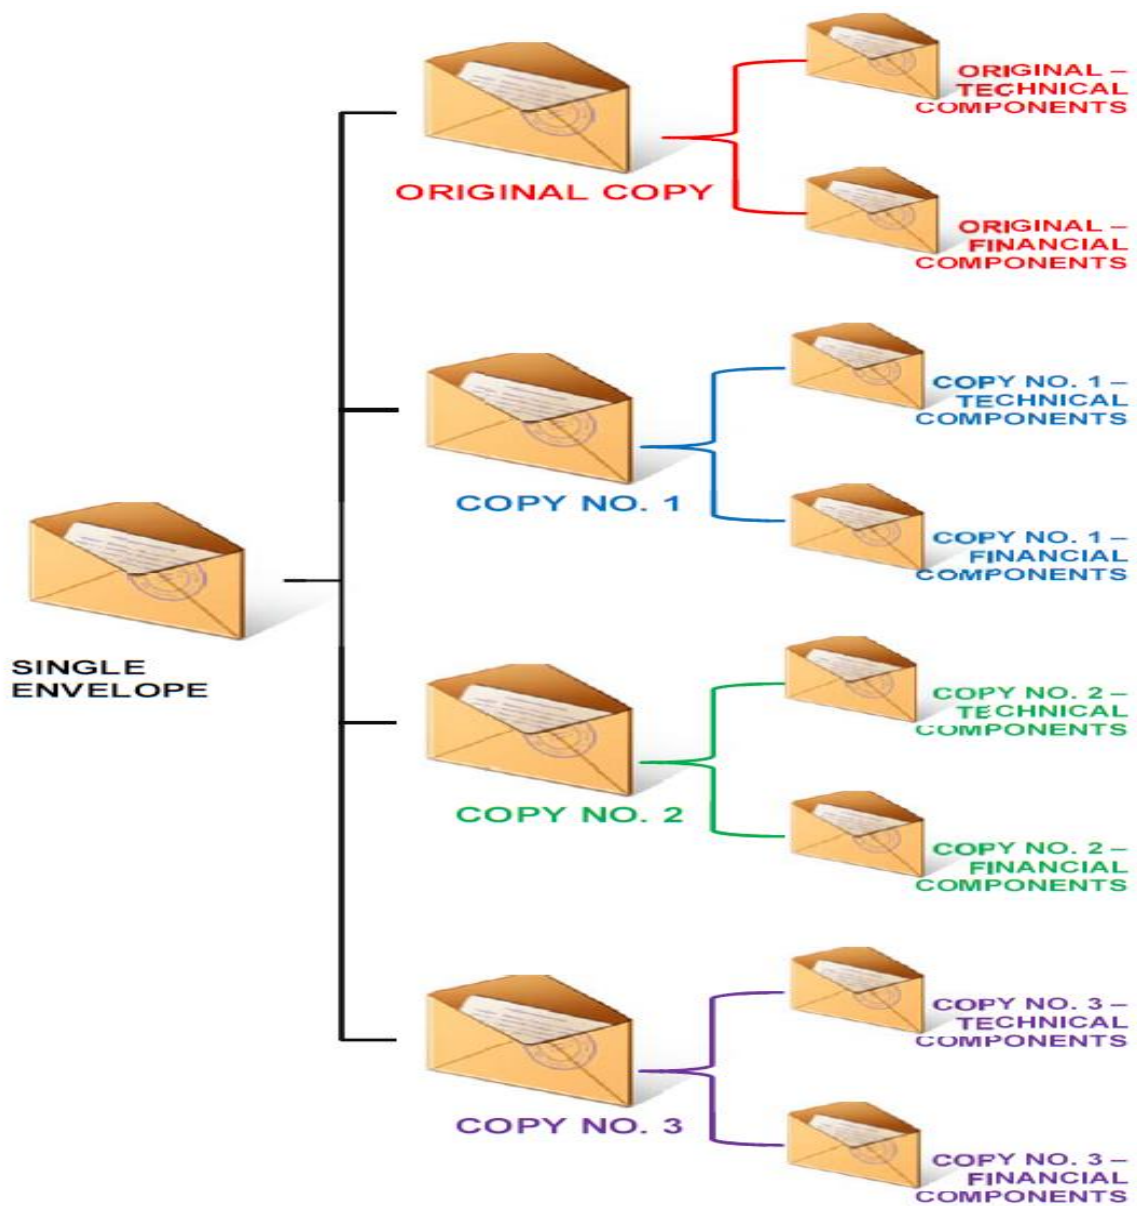 ORIGINAL –
TECHNICAL
COMPONENTS
ORIGINAL COPY
ORIGINAL –
FINANCIAL
COMPONENTS
COPY NO. 1 –
TECHNICAL
COMPONENTS
COPY NO. 1
COPY NO. 1 –
FINANCIAL
COMPONENTS
SINGLE
ENVELOPE
COPY NO. 2 –
TECHNICAL
COMPONENTS
COPY NO. 2
COPY NO. 2 –
FINANCIAL
COMPONENTS
COPY NO. 3 –
TECHNICAL
COMPONENTS
COPY NO. 3
COPY NO. 3 –
FINANCIAL
COMPONENTS